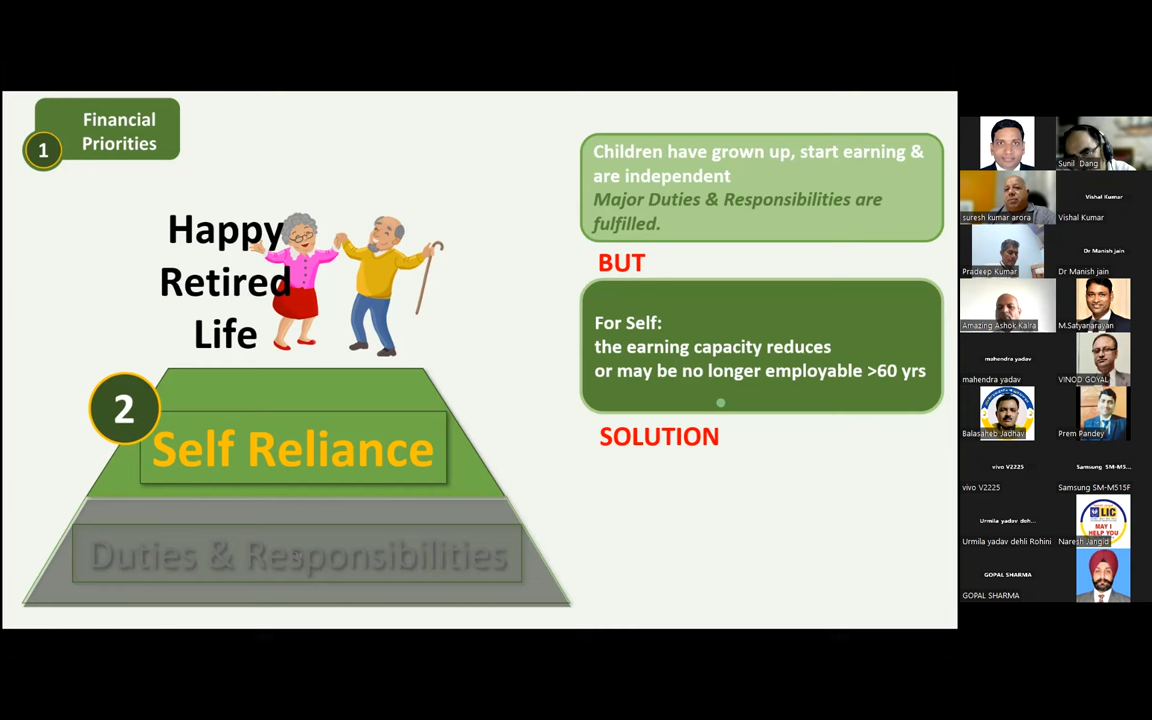 Financial
Priorities
1
Happy
Retired
Life
2
Self Reliance
Duties & Responsibilities
Children have grown up, start earning &
are independent
Major Duties & Responsibilities are
fulfilled.
BUT
For Self:
the earning capacity reduces
or may be no longer employable >60 yrs
SOLUTION
Sunil Dang
suresh kumar arora
Vishal Kumar
Vishal Kumar
Pradeep Kumar
Dr Manish jain
Dr Manish jain
Amazing Ashok Kalra
M.Satyanarayan
mahendra yadav
mahendra yadav
VINOD GOYAL
Balasaheb Jadhav
Prem Pandey
vivo V2225
vivo V2225
Samsung SM-M5...
Samsung SM-M515F
Urmila yadav deh...
Urmila yadav dehli Rohini
LIC
MAY I
HELP YOU
Naresh Jangid
GOPAL SHARMA
GOPAL SHARMA